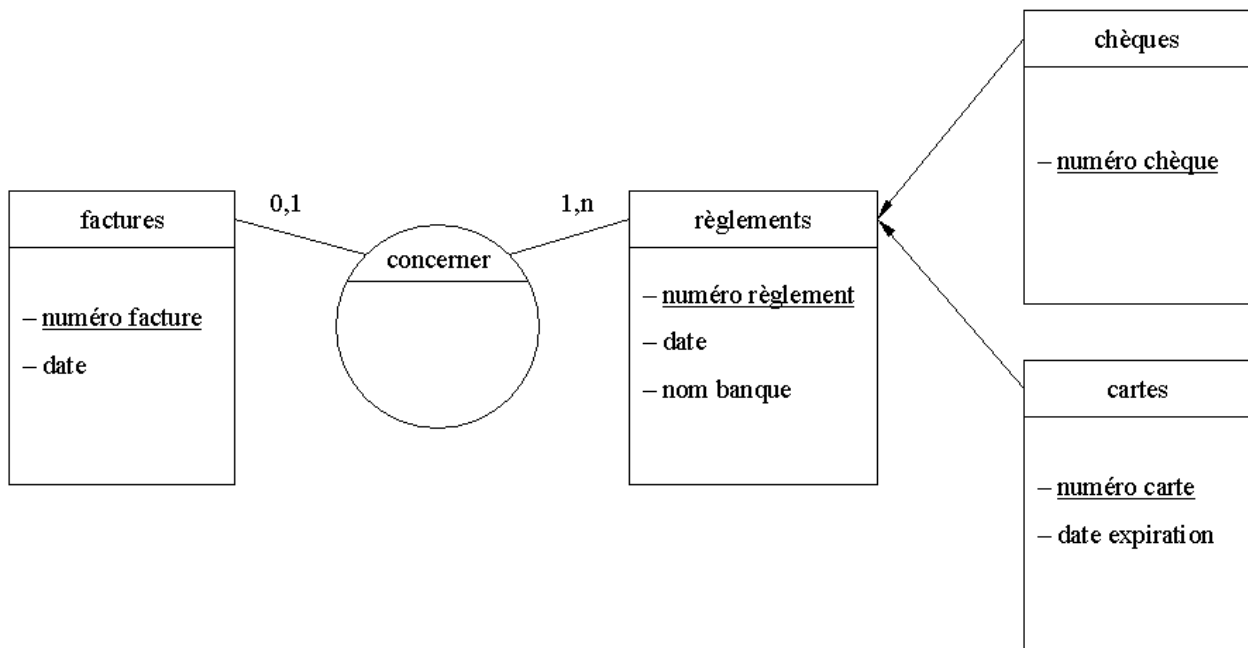 chèques
– numéro chèque
factures
– numéro facture
– date
0,1
concerner
1,n
règlements
– numéro règlement
– date
– nom banque
cartes
– numéro carte
– date expiration